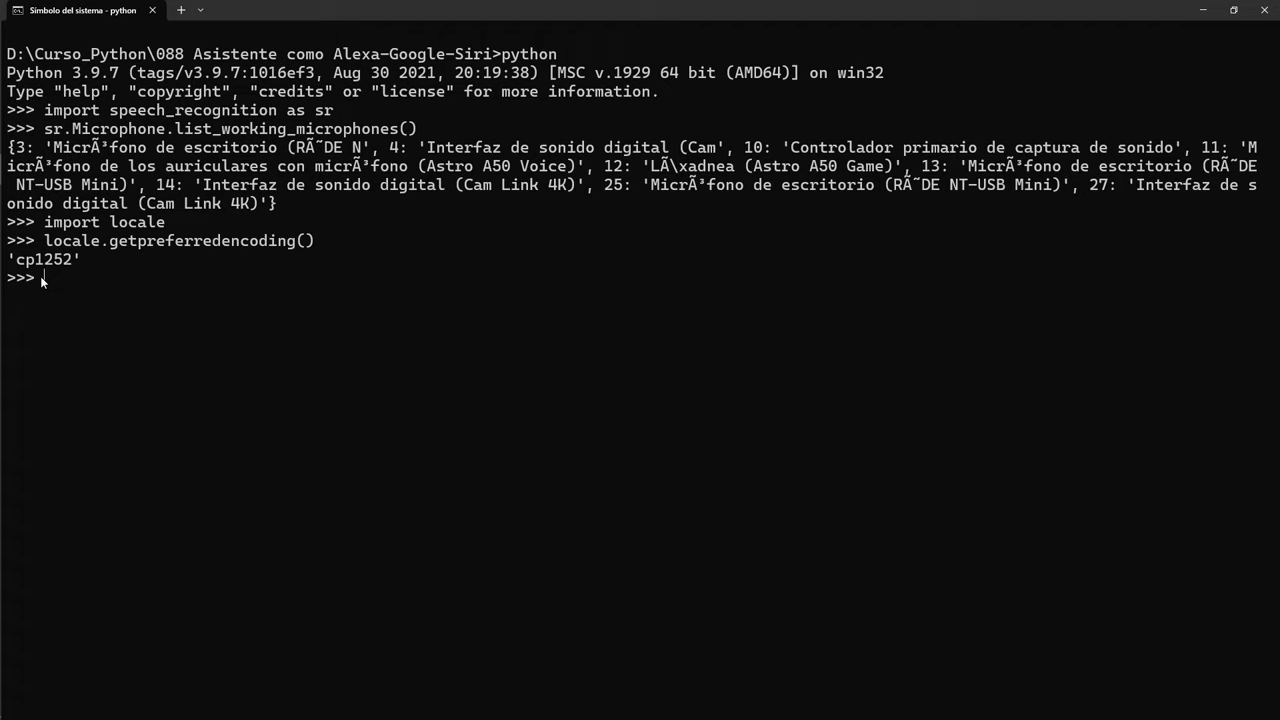 Símbolo del sistema - python
D:\Curso_Python\088 Asistente como Alexa-Google-Siri>python
Python 3.9.7 (tags/v3.9.7:1016ef3, Aug 30 2021, 20:19:38) [MSC v.1929 64 bit (AMD64)] on win32
Type "help", "copyright", "credits" or "license" for more information.
>>> import speech_recognition as sr
>>> sr.Microphone.list_working_microphones()
{3: 'MicrÃ³fono de escritorio (RÃ˜DE N', 4: 'Interfaz de sonido digital (Cam', 10: 'Controlador primario de captura de sonido', 11: 'M
icrÃ³fono de los auriculares con micrÃ³fono (Astro A50 Voice)', 12: 'LÃ\xadnea (Astro A50 Game)', 13: 'MicrÃ³fono de escritorio (RÃ˜DE
 NT-USB Mini)', 14: 'Interfaz de sonido digital (Cam Link 4K)', 25: 'MicrÃ³fono de escritorio (RÃ˜DE NT-USB Mini)', 27: 'Interfaz de s
onido digital (Cam Link 4K)'}
>>> import locale
>>> locale.getpreferredencoding()
'cp1252'
>>>